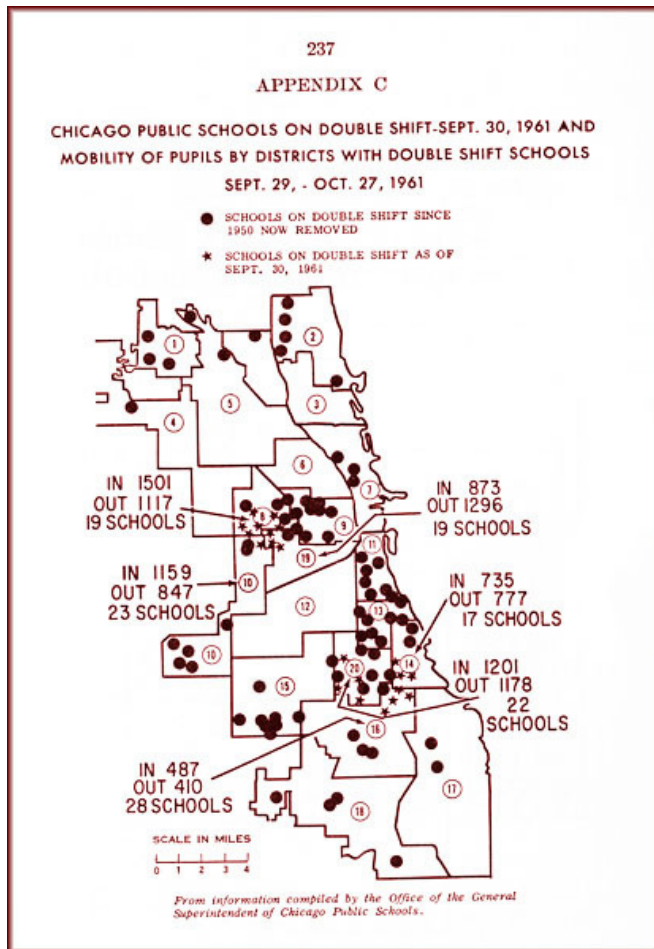 237
APPENDIX C
CHICAGO PUBLIC SCHOOLS ON DOUBLE SHIFT-SEPT. 30, 1961 AND
MOBILITY OF PUPILS BY DISTRICTS WITH DOUBLE SHIFT SCHOOLS
SEPT. 29, - OCT. 27, 1961
SCHOOLS ON DOUBLE SHIFT SINCE
1950 NOW REMOVED
SCHOOLS ON DOUBLE SHIFT AS OF
SEPT. 30, 1961
1
2
3
4
5
6
7
IN 1501
OUT 1117
19 SCHOOLS
8
9
IN 873
OUT 1296
19 SCHOOLS
11
19
IN 1159
OUT 847
23 SCHOOLS
10
12
13
IN 735
OUT 777
17 SCHOOLS
10
14
20
15
IN 1201
OUT 1178
22
SCHOOLS
16
IN 487
OUT 410
28 SCHOOLS
17
18
SCALE IN MILES
0 1 2 3 4
From information compiled by the Office of the General
Superintendent of Chicago Public Schools.